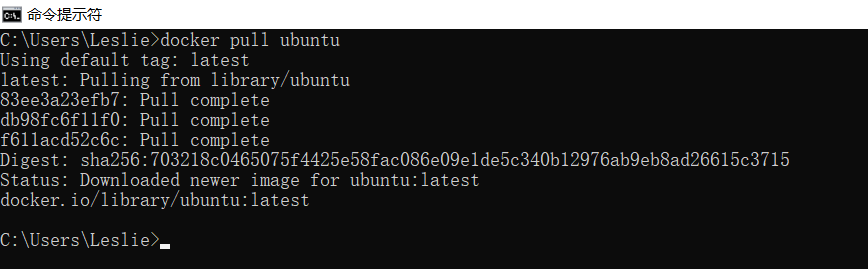 命令提示符
C:\Users\Leslie>docker pull ubuntu
Using default tag: latest
latest: Pulling from library/ubuntu
83ee3a23efb7: Pull complete
db98fc6f11f0: Pull complete
f611acd52c6c: Pull complete
Digest: sha256:703218c0465075f4425e58fac086e09e1de5c340b12976ab9eb8ad26615c3715
Status: Downloaded newer image for ubuntu:latest
docker.io/library/ubuntu:latest
C:\Users\Leslie>